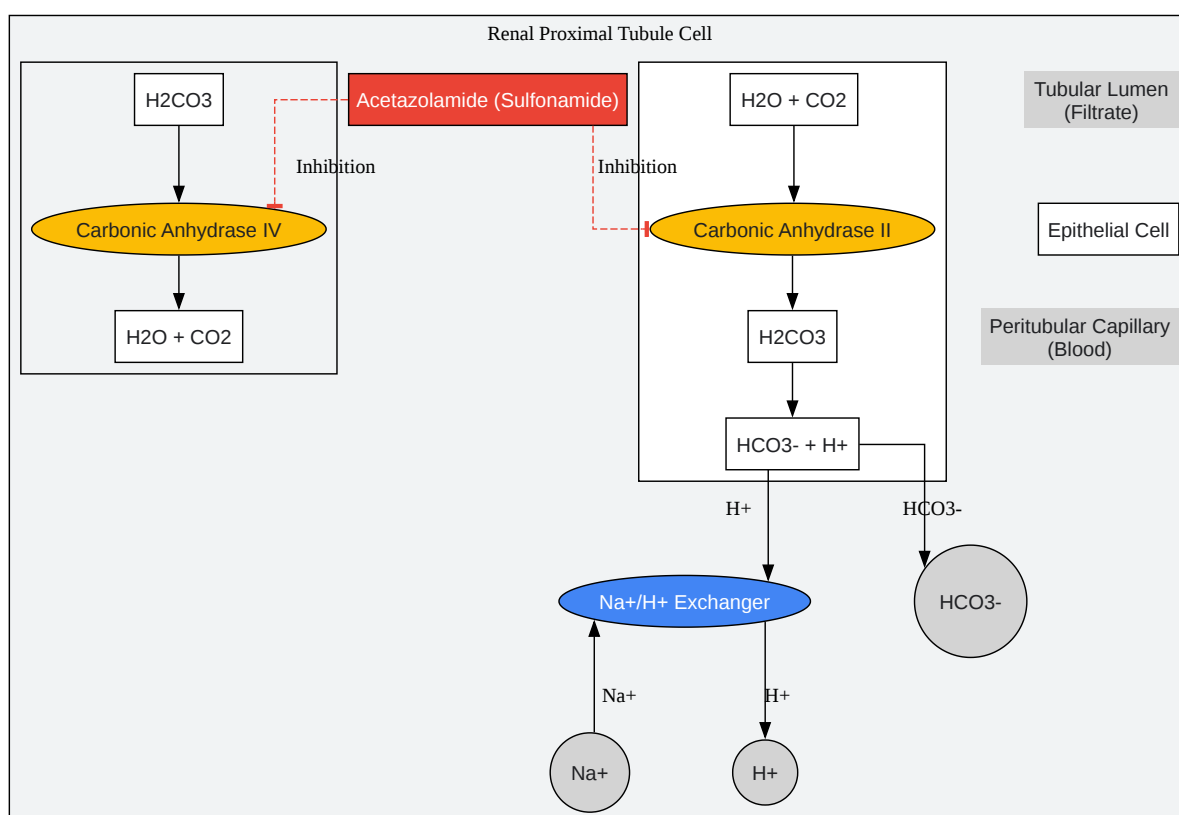 Renal Proximal Tubule Cell
H2CO3
Acetazolamide (Sulfonamide)
H2O + CO2
Tubular Lumen
(Filtrate)
Inhibition
Inhibition
Carbonic Anhydrase IV
Carbonic Anhydrase II
Epithelial Cell
H2O + CO2
H2CO3
Peritubular Capillary
(Blood)
HCO3- + H+
H+
HCO3-
Na+/H+ Exchanger
HCO3-
Na+
H+
Na+
H+